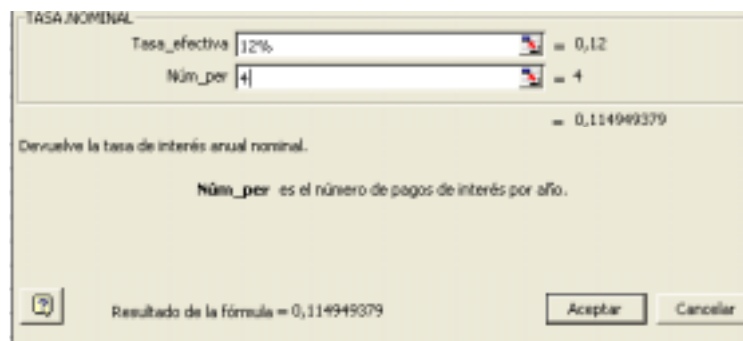 TASA.NOMINAL
Tasa_efectiva 12% = 0,12
Núm_per 4 = 4
= 0,114949379
Devuelve la tasa de interés anual nominal.
Núm_per es el número de pagos de interés por año.
Resultado de la fórmula = 0,114949379
Aceptar Cancelar